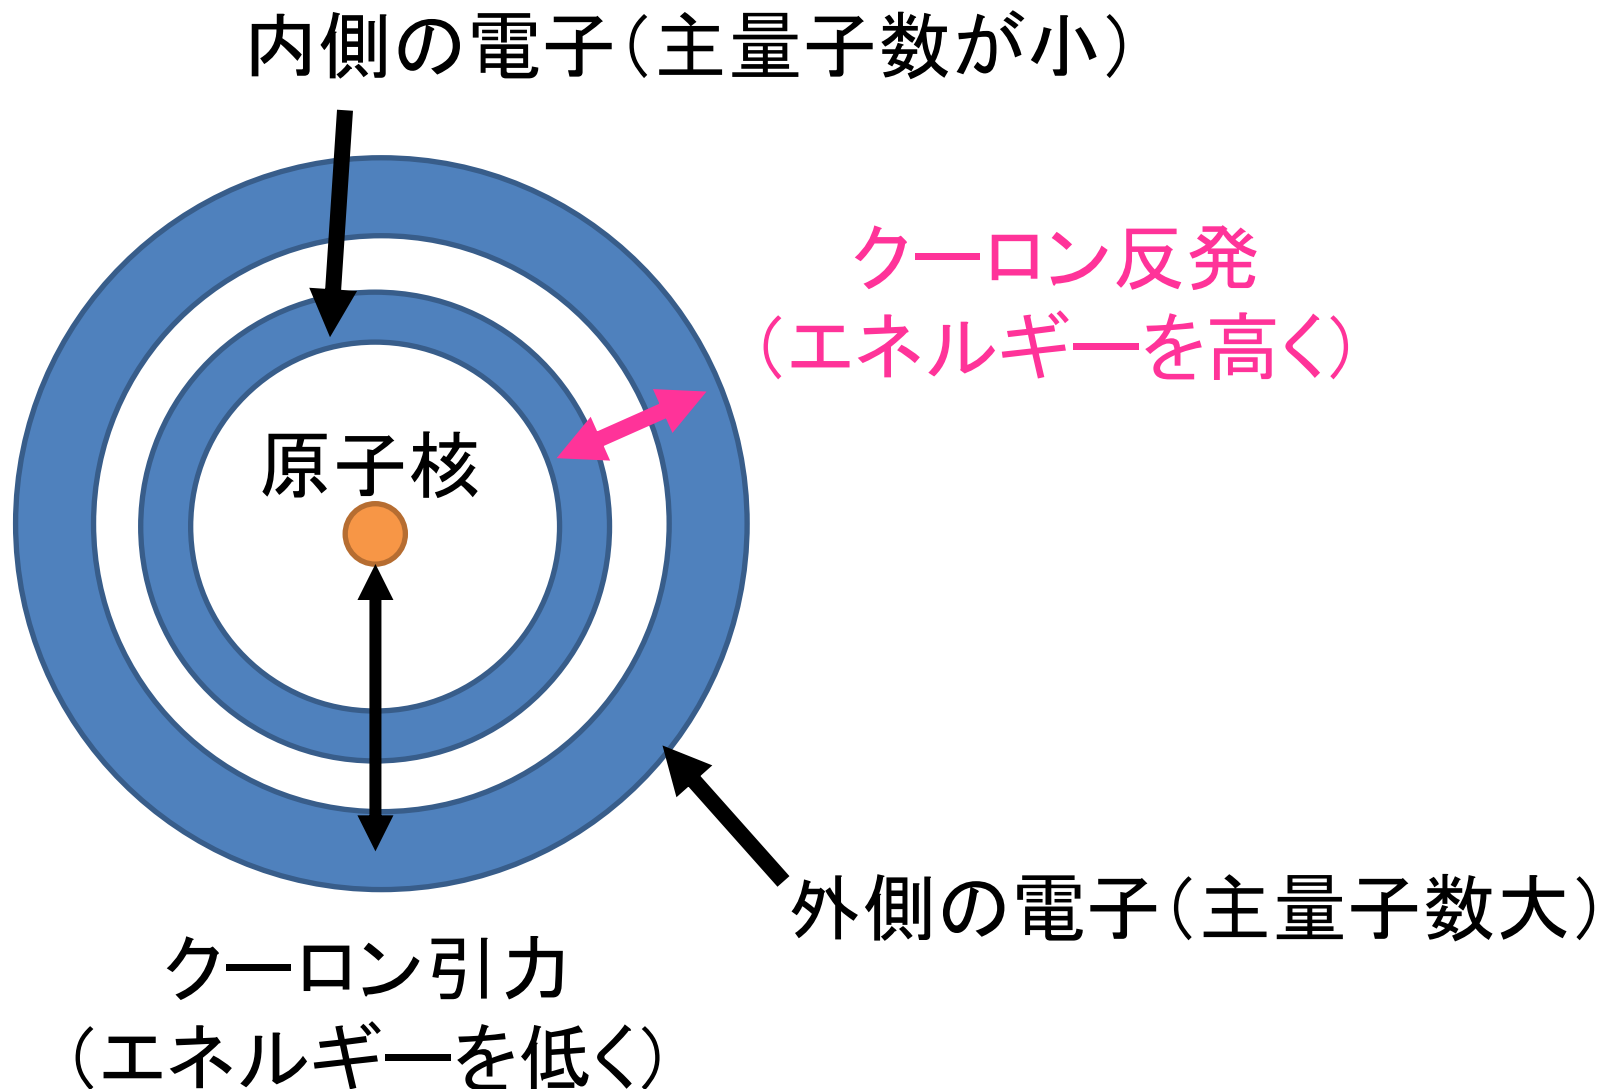 内側の電子（主量子数が小）
クーロン反発
（エネルギーを高く）
原子核
外側の電子（主量子数大）
クーロン引力
（エネルギーを低く）